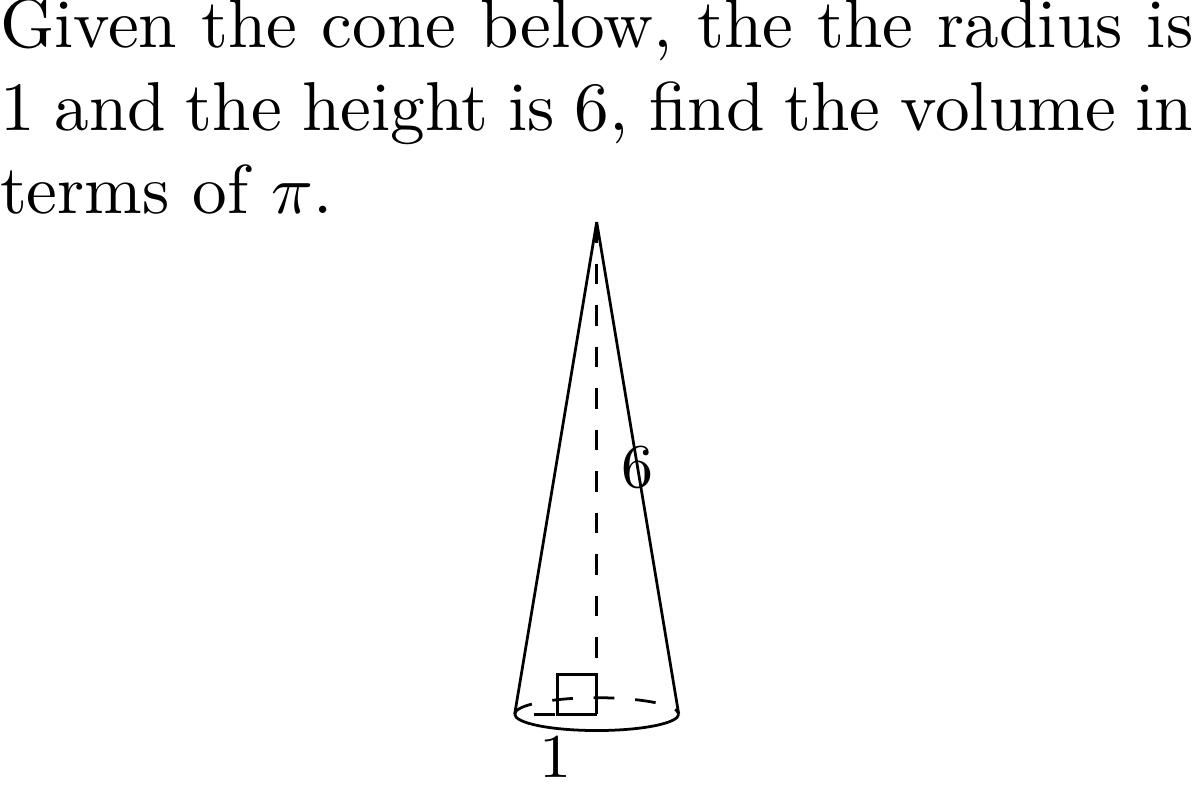 Given the cone below, the the radius is
1 and the height is 6, find the volume in
terms of π.
6
1